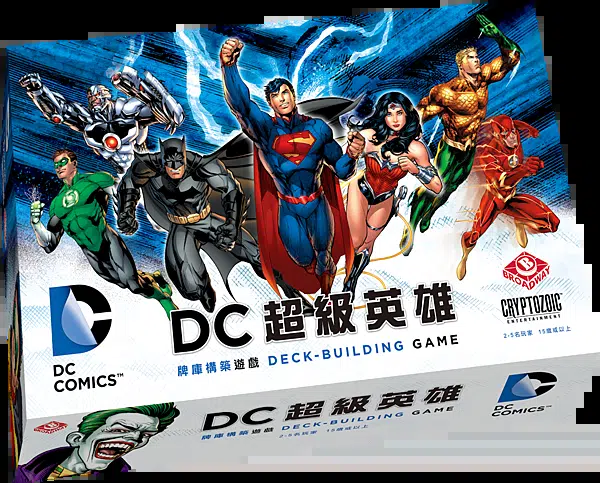 B
BROADWAY
CRYPTOZOIC
ENTERTAINMENT
2-5名玩家 15歲或以上
DC
COMICS™
DC 超級英雄
牌庫構築遊戲 DECK-BUILDING GAME
DC 超級英雄
牌庫構築遊戲 DECK-BUILDING GAME
2-5名玩家 15歲或以上
DC
COMICS™